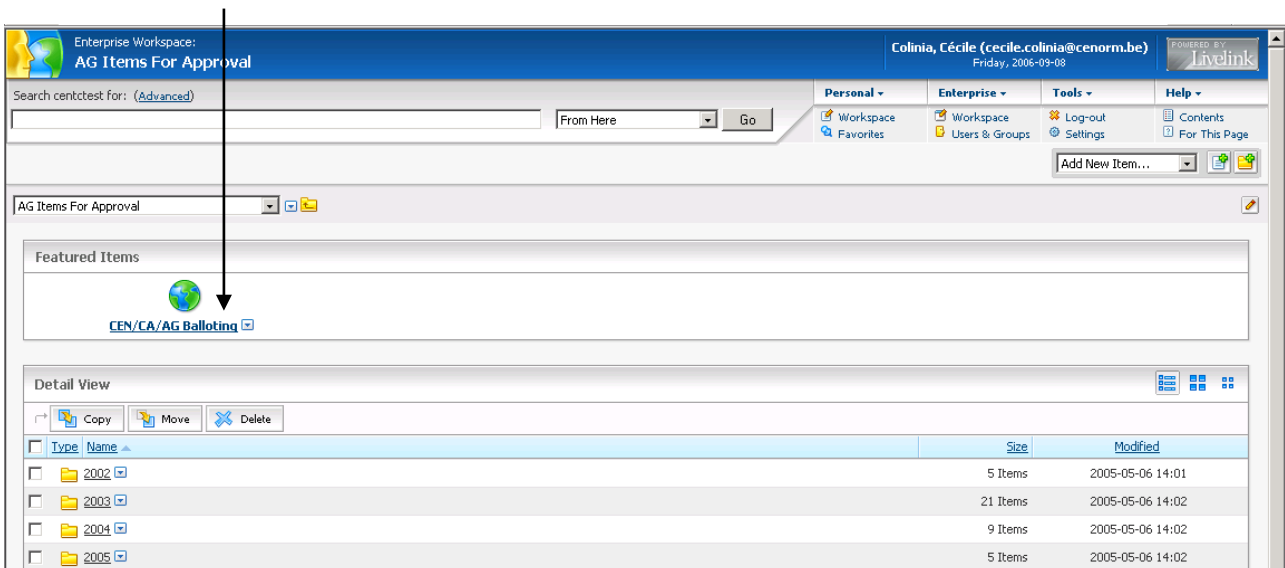 Enterprise Workspace:
AG Items For Approval
Colinia, Cécile (cecile.colinia@cenorm.be)
Friday, 2006-09-08
POWERED BY
Livelink
Search centctest for: (Advanced)
From Here
Go
Personal
Enterprise
Tools
Help
Workspace
Workspace
Log-out
Contents
Favorites
Users & Groups
Settings
For This Page
Add New Item...
AG Items For Approval
Featured Items
CEN/CA/AG Balloting
Detail View
Copy
Move
Delete
Type Name Size Modified
2002 5 Items 2005-05-06 14:01
2003 21 Items 2005-05-06 14:02
2004 9 Items 2005-05-06 14:02
2005 5 Items 2005-05-06 14:02